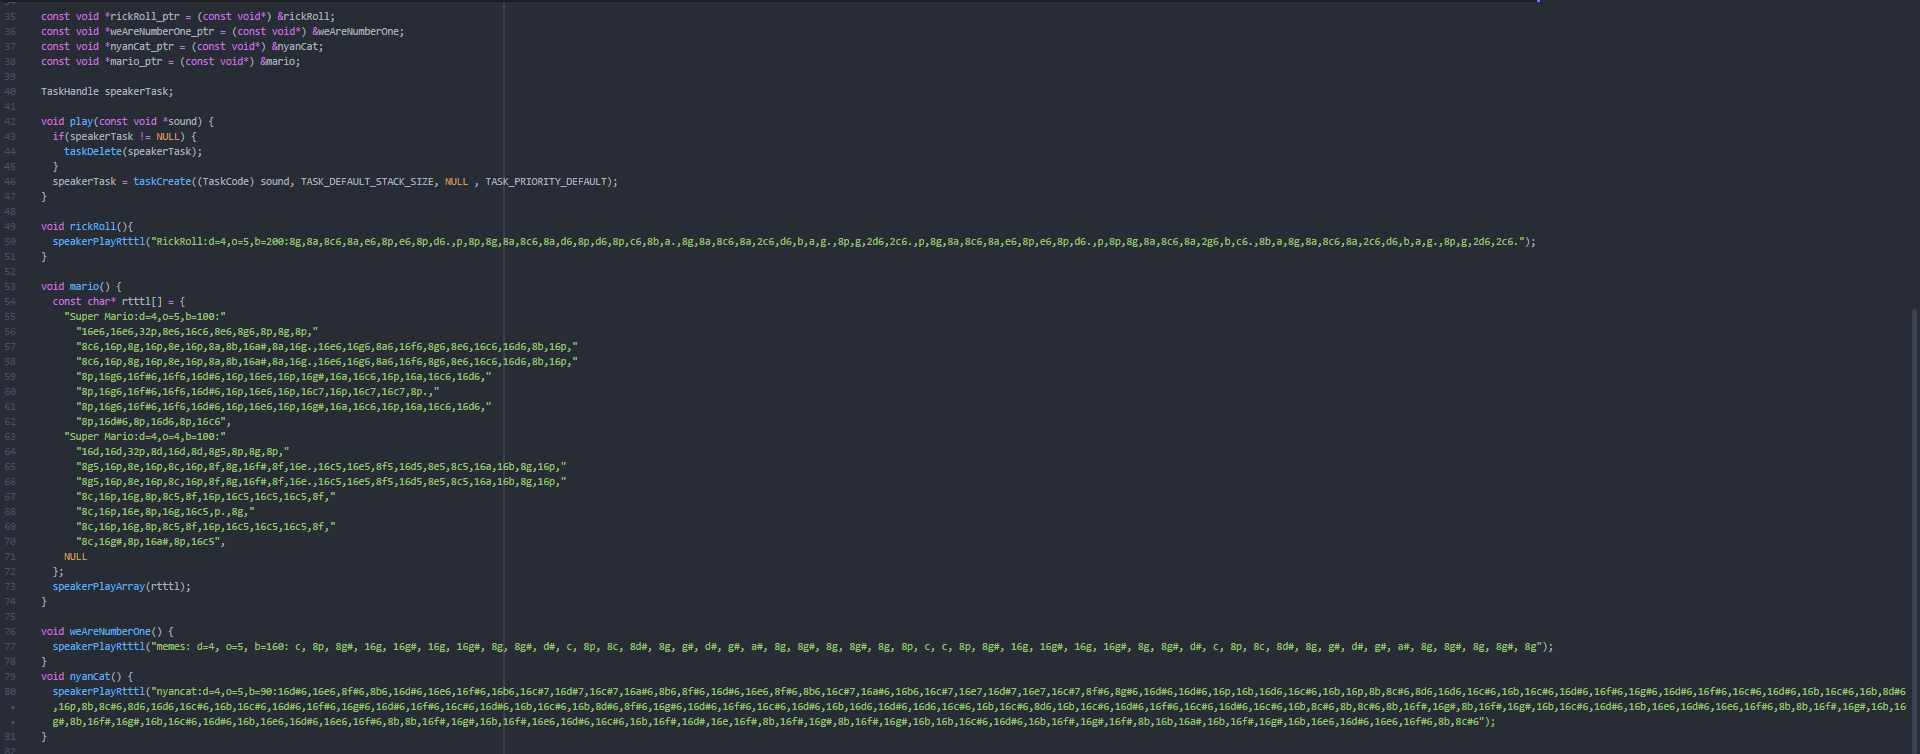 35 const void *rickRoll_ptr = (const void*) &rickRoll;
36 const void *weAreNumberOne_ptr = (const void*) &weAreNumberOne;
37 const void *nyanCat_ptr = (const void*) &nyanCat;
38 const void *mario_ptr = (const void*) &mario;
39
40 TaskHandle speakerTask;
41
42 void play(const void *sound) {
43 if(speakerTask != NULL) {
44 taskDelete(speakerTask);
45 }
46 speakerTask = taskCreate((TaskCode) sound, TASK_DEFAULT_STACK_SIZE, NULL , TASK_PRIORITY_DEFAULT);
47 }
48
49 void rickRoll(){
50 speakerPlayRtttl("RickRoll:d=4,o=5,b=200:8g,8a,8c6,8a,e6,8p,e6,8p,d6.,p,8p,8g,8a,8c6,8a,d6,8p,d6,8p,c6,8b,a.,8g,8a,8c6,8a,2c6,d6,b,a,g.,8p,g,2d6,2c6.,p,8g,8a,8c6,8a,e6,8p,e6,8p,d6.,p,8p,8g,8a,8c6,8a,2g6,b,c6.,8b,a,8g,8a,8c6,8a,2c6,d6,b,a,g.,8p,g,2d6,2c6.");
51 }
52
53 void mario() {
54 const char* rtttl[] = {
55 "Super Mario:d=4,o=5,b=100:"
56 "16e6,16e6,32p,8e6,16c6,8e6,8g6,8p,8g,8p,"
57 "8c6,16p,8g,16p,8e,16p,8a,8b,16a#,8a,16g.,16e6,16g6,8a6,16f6,8g6,8e6,16c6,16d6,8b,16p,"
58 "8c6,16p,8g,16p,8e,16p,8a,8b,16a#,8a,16g.,16e6,16g6,8a6,16f6,8g6,8e6,16c6,16d6,8b,16p,"
59 "8p,16g6,16f#6,16f6,16d#6,16p,16e6,16p,16g#,16a,16c6,16p,16a,16c6,16d6,"
60 "8p,16g6,16f#6,16f6,16d#6,16p,16e6,16p,16c7,16p,16c7,16c7,8p.,"
61 "8p,16g6,16f#6,16f6,16d#6,16p,16e6,16p,16g#,16a,16c6,16p,16a,16c6,16d6,"
62 "8p,16d#6,8p,16d6,8p,16c6",
63 "Super Mario:d=4,o=4,b=100:"
64 "16d,16d,32p,8d,16d,8d,8g5,8p,8g,8p,"
65 "8g5,16p,8e,16p,8c,16p,8f,8g,16f#,8f,16e.,16c5,16e5,8f5,16d5,8e5,8c5,16a,16b,8g,16p,"
66 "8g5,16p,8e,16p,8c,16p,8f,8g,16f#,8f,16e.,16c5,16e5,8f5,16d5,8e5,8c5,16a,16b,8g,16p,"
67 "8c,16p,16g,8p,8c5,8f,16p,16c5,16c5,16c5,8f,"
68 "8c,16p,16e,8p,16g,16c5,p.,8g,"
69 "8c,16p,16g,8p,8c5,8f,16p,16c5,16c5,16c5,8f,"
70 "8c,16g#,8p,16a#,8p,16c5",
71 NULL
72 };
73 speakerPlayArray(rtttl);
74 }
75
76 void weAreNumberOne() {
77 speakerPlayRtttl("memes: d=4, o=5, b=160: c, 8p, 8g#, 16g, 16g#, 16g, 16g#, 8g, 8g#, d#, c, 8p, 8c, 8d#, 8g, g#, d#, g#, a#, 8g, 8g#, 8g, 8g#, 8g, 8p, c, c, 8p, 8g#, 16g, 16g#, 16g, 16g#, 8g, 8g#, d#, c, 8p, 8c, 8d#, 8g, g#, d#, g#, a#, 8g, 8g#, 8g, 8g#, 8g");
78 }
79 void nyanCat() {
80 speakerPlayRtttl("nyancat:d=4,o=5,b=90:16d#6,16e6,8f#6,8b6,16d#6,16e6,16f#6,16b6,16c#7,16d#7,16c#7,16a#6,8b6,8f#6,16d#6,16e6,8f#6,8b6,16c#7,16a#6,16b6,16c#7,16e7,16d#7,16e7,16c#7,8f#6,8g#6,16d#6,16d#6,16p,16b,16d6,16c#6,16b,16p,8b,8c#6,8d6,16d6,16c#6,16b,16c#6,16d#6,16f#6,16g#6,16d#6,16f#6,16c#6,16d#6,16b,16c#6,16b,8d#6
,16p,8b,8c#6,8d6,16d6,16c#6,16b,16c#6,16d#6,16f#6,16g#6,16d#6,16f#6,16c#6,16d#6,16b,16c#6,16b,8d#6,8f#6,16g#6,16d#6,16f#6,16c#6,16d#6,16b,16d6,16d#6,16d6,16c#6,16b,16c#6,8d6,16b,16c#6,16d#6,16f#6,16c#6,16d#6,16c#6,16b,8c#6,8b,8c#6,8b,16f#,16g#,8b,16f#,16g#,16b,16c#6,16d#6,16b,16e6,16d#6,16e6,16f#6,8b,8b,16f#,16g#,16b,16
g#,8b,16f#,16g#,16b,16c#6,16d#6,16b,16e6,16d#6,16e6,16f#6,8b,8b,16f#,16g#,16b,16f#,16e6,16d#6,16c#6,16b,16f#,16d#,16e,16f#,8b,16f#,16g#,8b,16f#,16g#,16b,16b,16c#6,16d#6,16b,16f#,16g#,16f#,8b,16b,16a#,16b,16f#,16g#,16b,16e6,16d#6,16e6,16f#6,8b,8c#6");
81 }